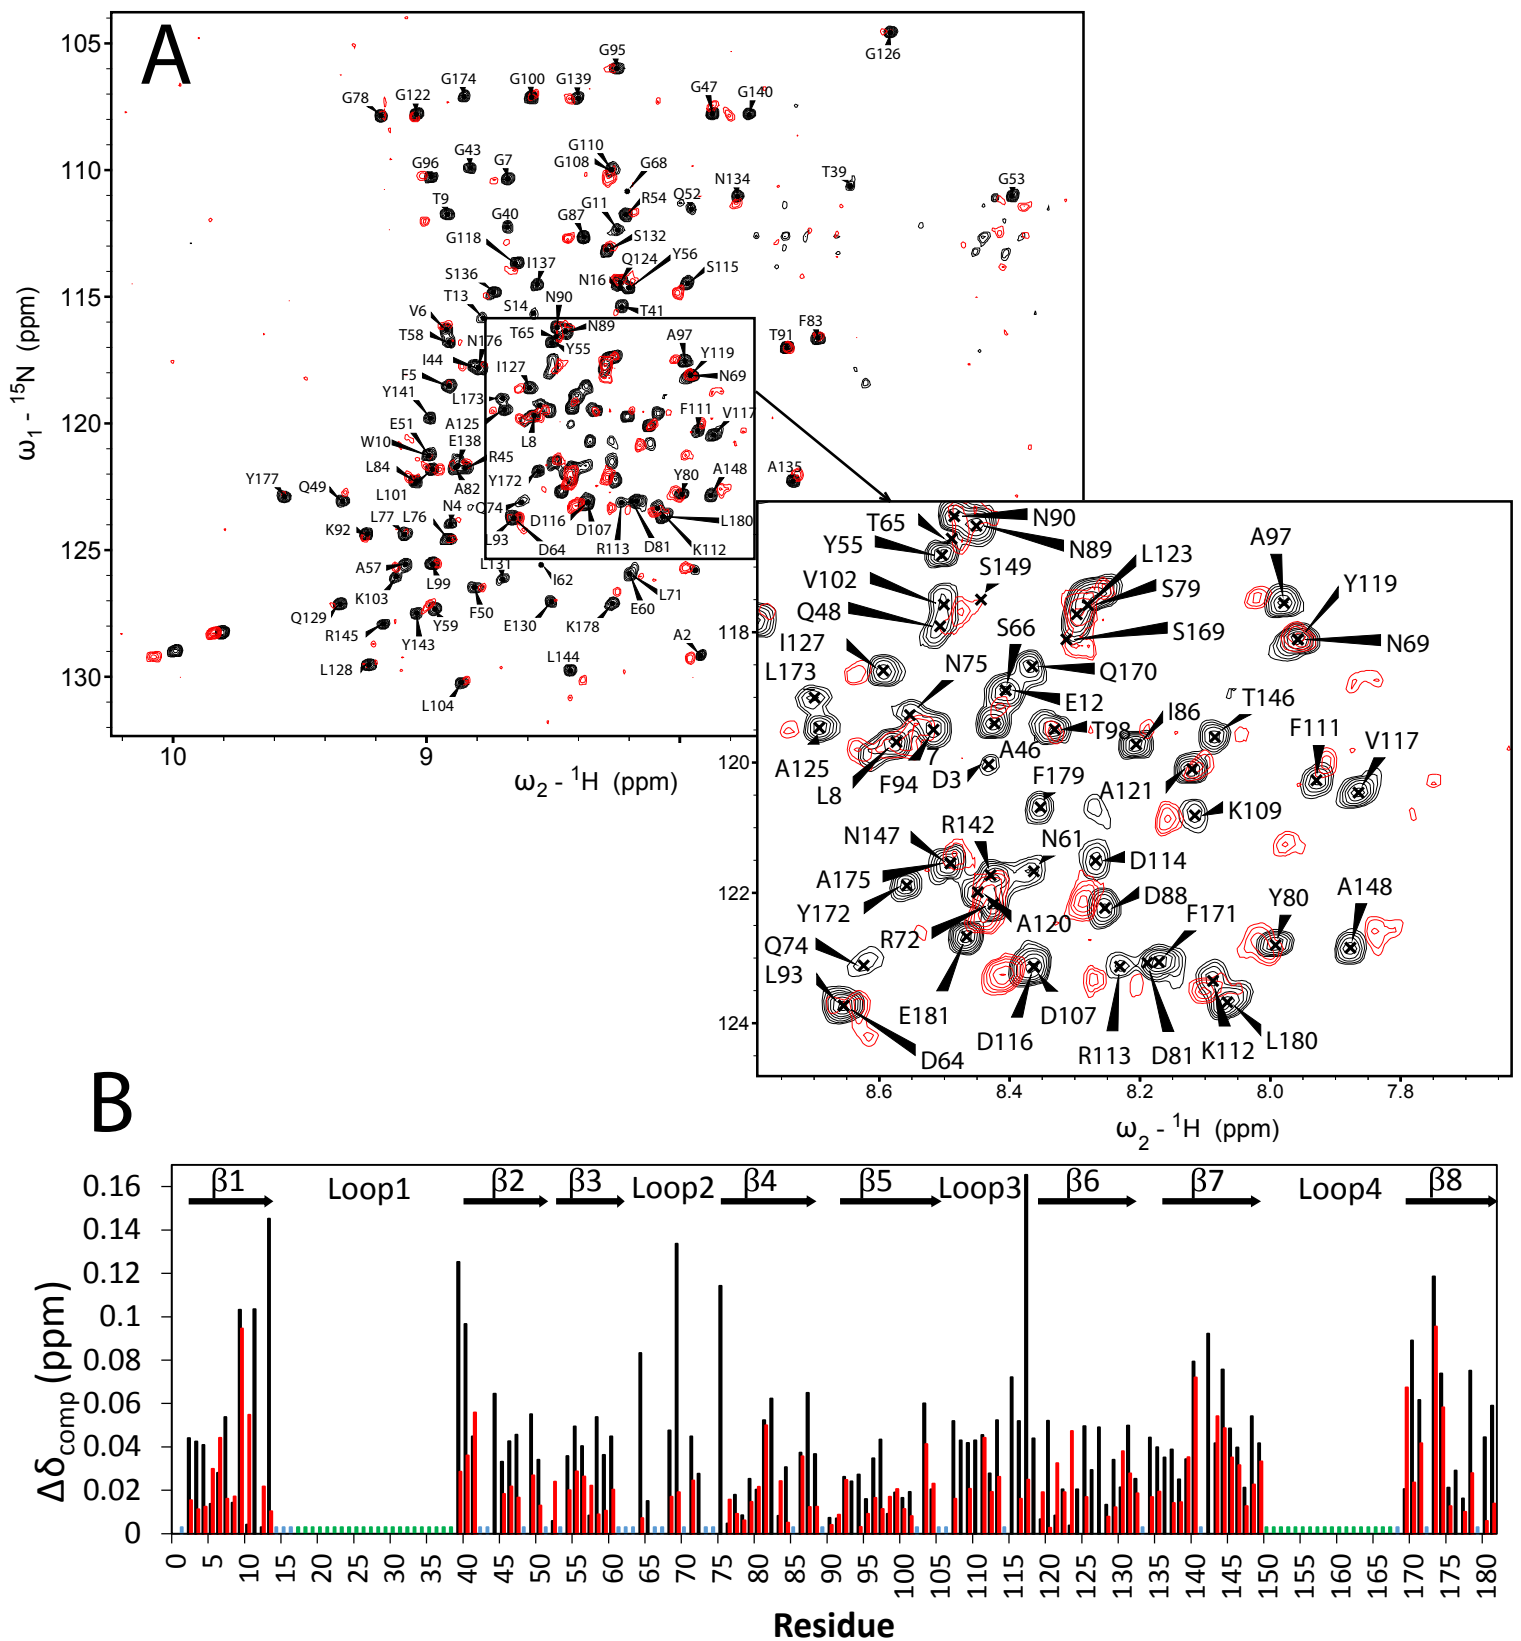 A
105
110
115
120
125
130
ω1 - 15N (ppm)
10
9
ω2 - 1H (ppm)
G126
G95
G174
G100
G139
G78
G122
G47
G140
G43
G7
G110
G108
G68
G96
T39
G53
N134
T9
G40
R54
Q52
G87
G11
G118
S132
I137
Q124
Y56
S136
N16
S115
T13
S14
N90
T41
V6
T58
N176
T65
N89
Y55
A97
T91
F83
I44
I127
Y119
F5
N69
Y141
L173
E51
A125
F111
V117
W10
E138
L8
L84
R45
Y177
Q49
L101
A82
Y172
Y80
A148
A135
L77
L76
N4
Q74
K92
L93
D116
D107
L180
D64
R113
D81
K112
A57
L99
L131
I62
K103
L71
Q129
F50
E60
R145
Y59
E130
K178
Y143
A2
L128
L144
L104
T65
N90
Y55
N89
L123
A97
V102
S149
S79
Y119
Q48
118
S66
S169
N69
I127
L173
N75
Q170
E12
T98
I86
T146
F111
V117
120
A125
L8
F94
7
D3
A46
F179
A121
K109
N147
R142
N61
D114
A175
122
Y172
D88
Y80
A148
R72
A120
F171
Q74
L93
E181
D107
D116
124
D64
R113
D81
K112
L180
8.6
8.4
8.2
8.0
7.8
ω2 - 1H (ppm)
B
β1
Loop1
β2
β3
Loop2
β4
β5
Loop3
β6
β7
Loop4
β8
0.16
0.14
0.12
0.1
0.08
0.06
0.04
0.02
0
Δδcomp (ppm)
0 5 10 15 20 25 30 35 40 45 50 55 60 65 70 75 80 85 90 95 100 105 110 115 120 125 130 135 140 145 150 155 160 165 170 175 180
Residue